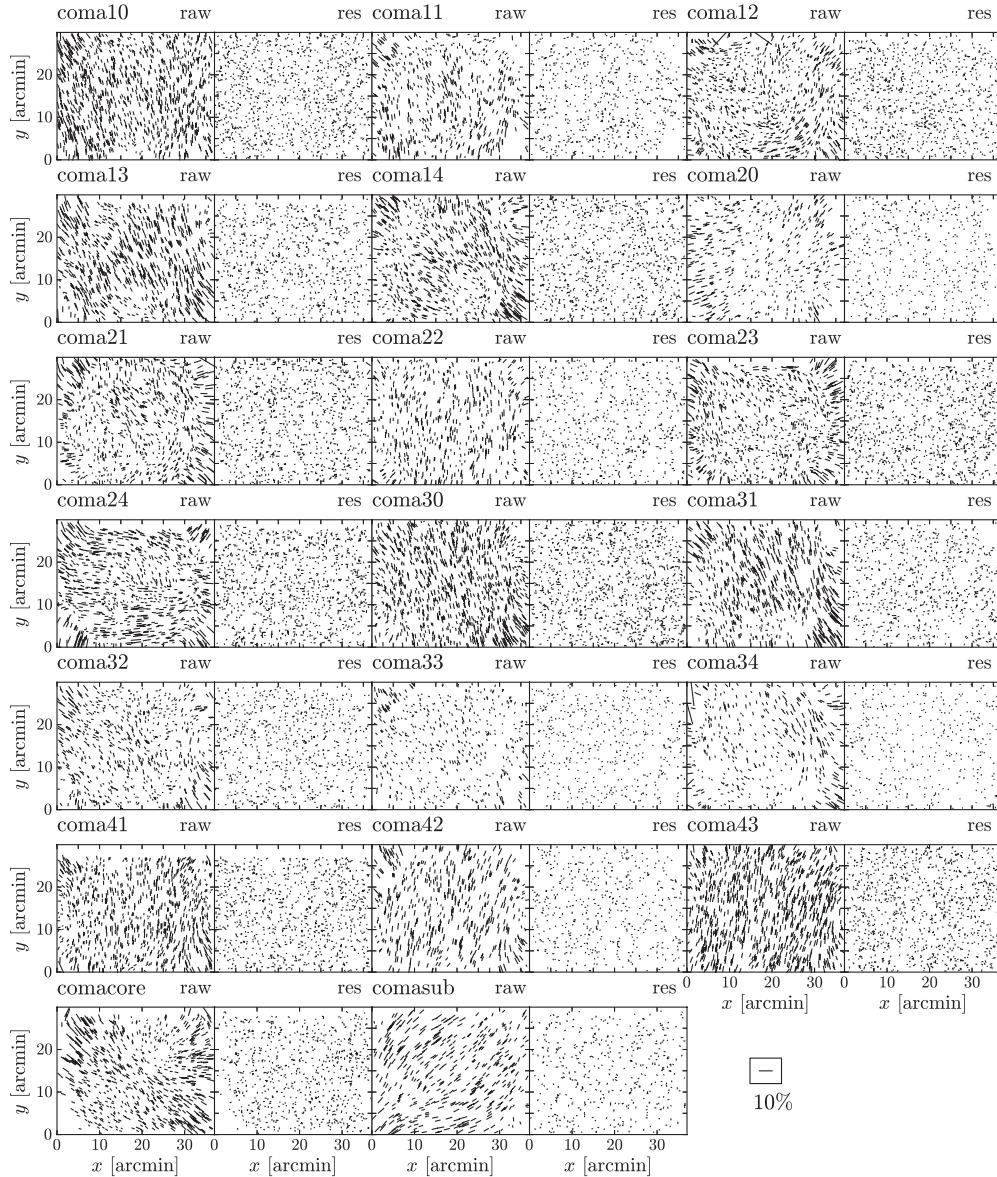 coma10 raw res coma11 raw res coma12 raw res
y [arcmin] 20 10 0
coma13 raw res coma14 raw res coma20 raw res
y [arcmin] 20 10 0
coma21 raw res coma22 raw res coma23 raw res
y [arcmin] 20 10 0
coma24 raw res coma30 raw res coma31 raw res
y [arcmin] 20 10 0
coma32 raw res coma33 raw res coma34 raw res
y [arcmin] 20 10 0
coma41 raw res coma42 raw res coma43 raw res
y [arcmin] 20 10 0
0 10 20 30 0 10 20 30
x [arcmin] x [arcmin]
comacore raw res comasub raw res
y [arcmin] 20 10 0
10%
0 10 20 30 0 10 20 30 0 10 20 30 0 10 20 30
x [arcmin] x [arcmin] x [arcmin] x [arcmin]